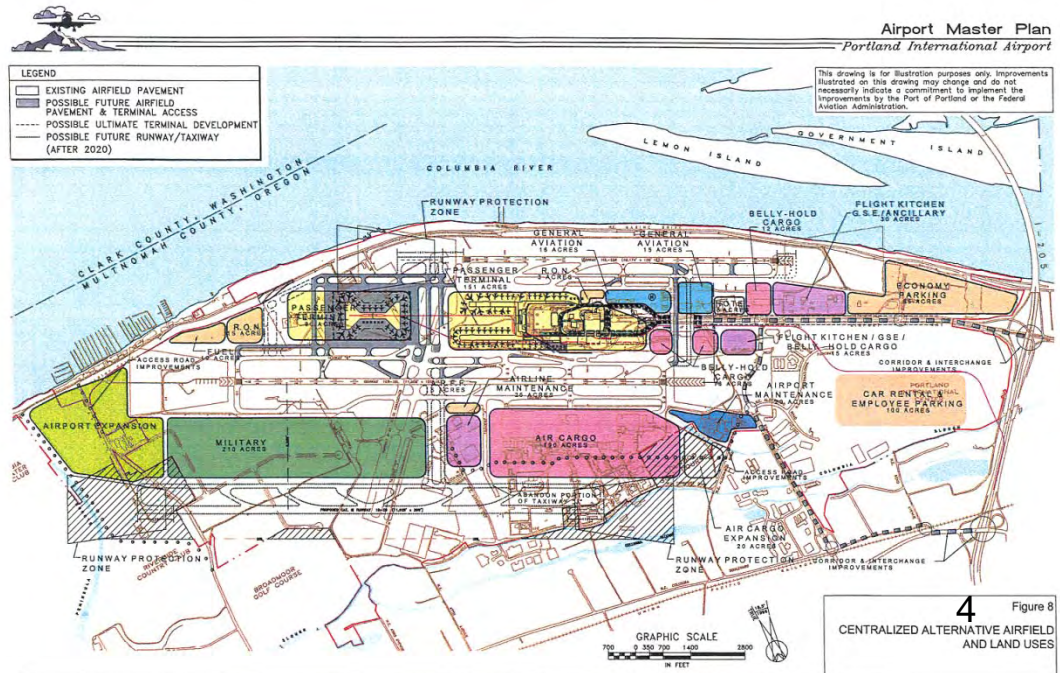 Airport Master Plan
Portland International Airport
LEGEND
EXISTING AIRFIELD PAVEMENT
POSSIBLE FUTURE AIRFIELD
PAVEMENT & TERMINAL ACCESS
POSSIBLE ULTIMATE TERMINAL DEVELOPMENT
POSSIBLE FUTURE RUNWAY/TAXIWAY
(AFTER 2020)
This drawing is for illustration purposes only. Improvements
illustrated on this drawing may change and do not
necessarily indicate a commitment to implement the
improvements by the Port of Portland or the Federal
Aviation Administration.
LEMON ISLAND
GOVERNMENT ISLAND
COLUMBIA RIVER
CLARK COUNTY, WASHINGTON
MULTNOMAH COUNTY, OREGON
I-205
RUNWAY PROTECTION
ZONE
GENERAL
AVIATION
16 ACRES
GENERAL
AVIATION
15 ACRES
BELLY-HOLD
CARGO
12 ACRES
FLIGHT KITCHEN
G.S.E/ANCILLARY
30 ACRES
PASSENGER
TERMINAL
151 ACRES
R.O.N.
ECONOMY
PARKING
R.O.N.
FUEL
ACCESS ROAD
IMPROVEMENTS
FLIGHT KITCHEN / GSE /
BELLY-HOLD CARGO
15 ACRES
CORRIDOR & INTERCHANGE
IMPROVEMENTS
BELLY-HOLD
CARGO
AIRLINE
MAINTENANCE
25 ACRES
AIRPORT
MAINTENANCE
CAR RENTAL &
EMPLOYEE PARKING
100 ACRES
AIRPORT EXPANSION
MILITARY
210 ACRES
AIR CARGO
ACCESS ROAD
IMPROVEMENTS
COLUMBIA
SLOUGH
ABANDON PORTION
OF TAXIWAY
AIR CARGO
EXPANSION
20 ACRES
RUNWAY PROTECTION
ZONE
RUNWAY PROTECTION
ZONE
CORRIDOR & INTERCHANGE
IMPROVEMENTS
BROADMOOR
GOLF COURSE
GRAPHIC SCALE
700 0 350 700 1400 2800
IN FEET
4
Figure 8
CENTRALIZED ALTERNATIVE AIRFIELD
AND LAND USES